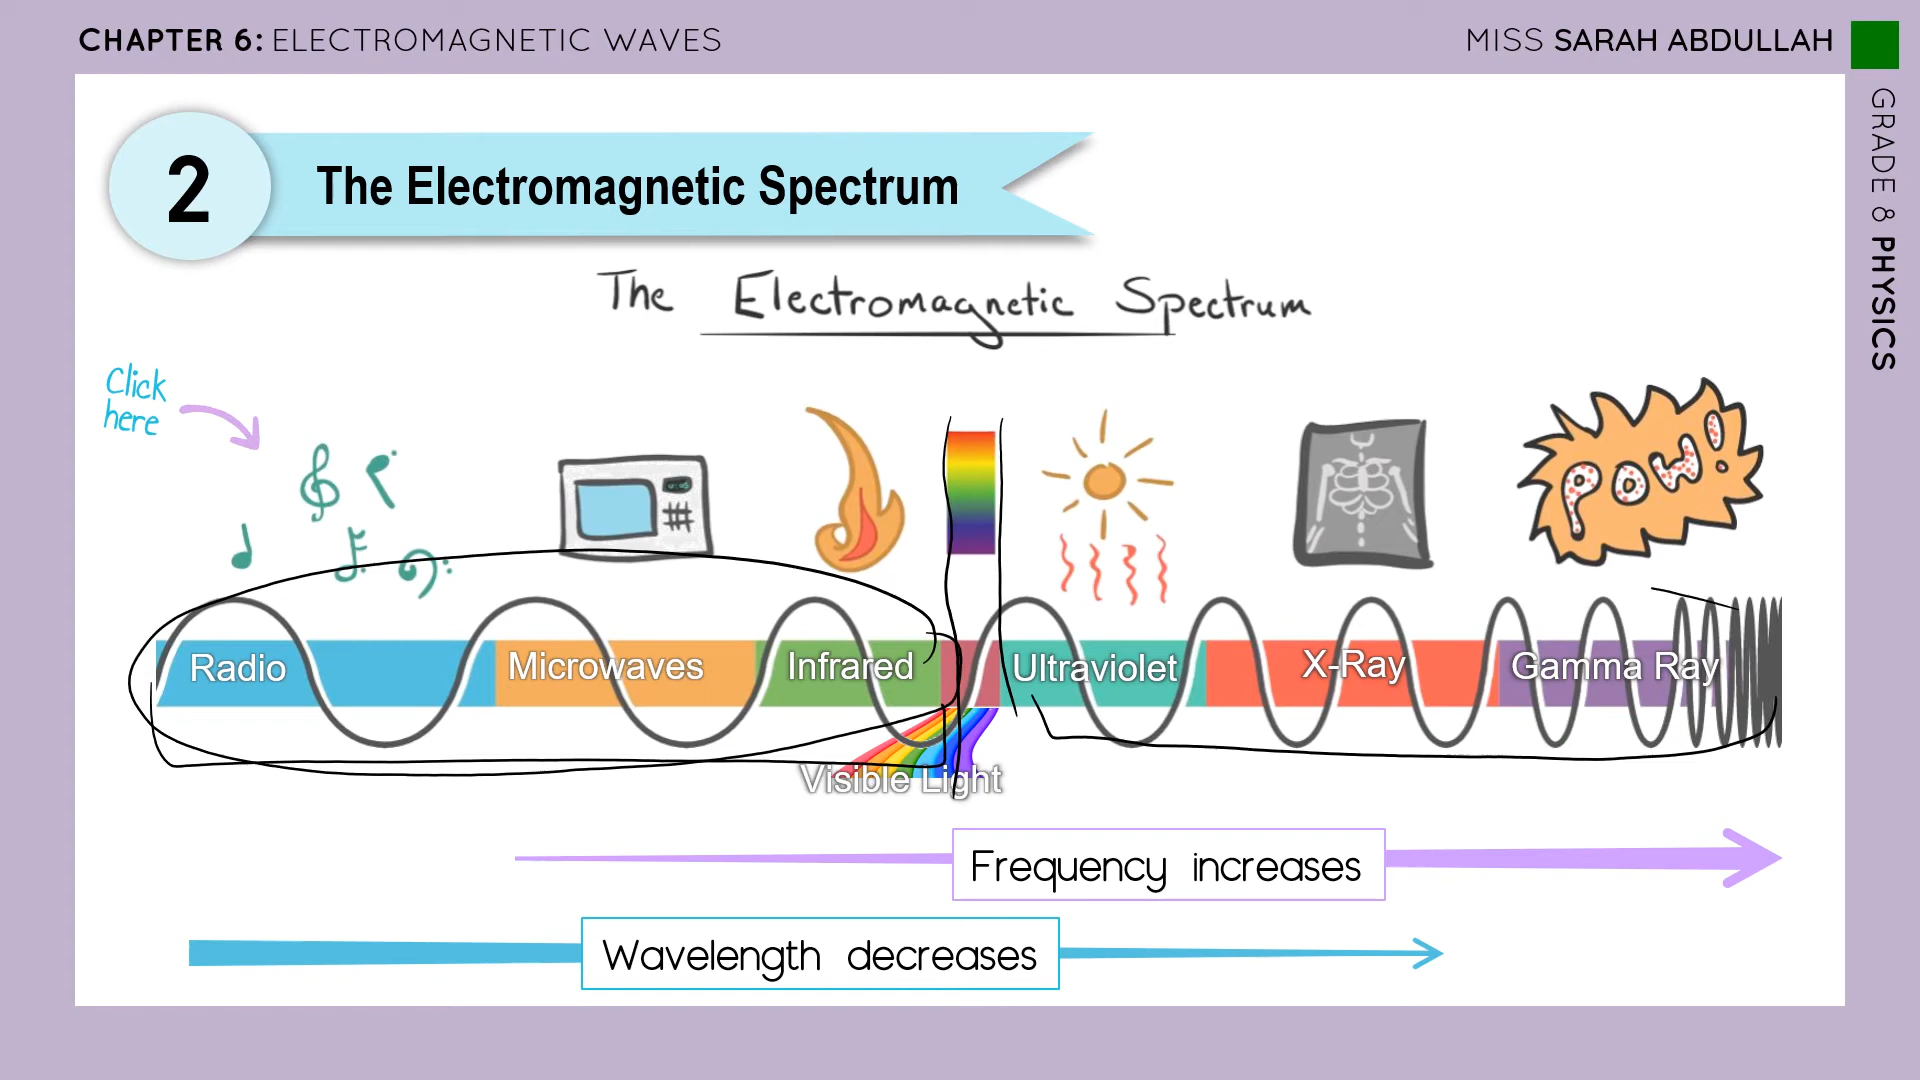 CHAPTER 6: ELECTROMAGNETIC WAVES
MISS SARAH ABDULLAH
GRADE 8 PHYSICS
2
The Electromagnetic Spectrum
The Electromagnetic Spectrum
Click
here
POW!
Radio
Microwaves
Infrared
Ultraviolet
X-Ray
Gamma Ray
Visible Light
Frequency increases
Wavelength decreases